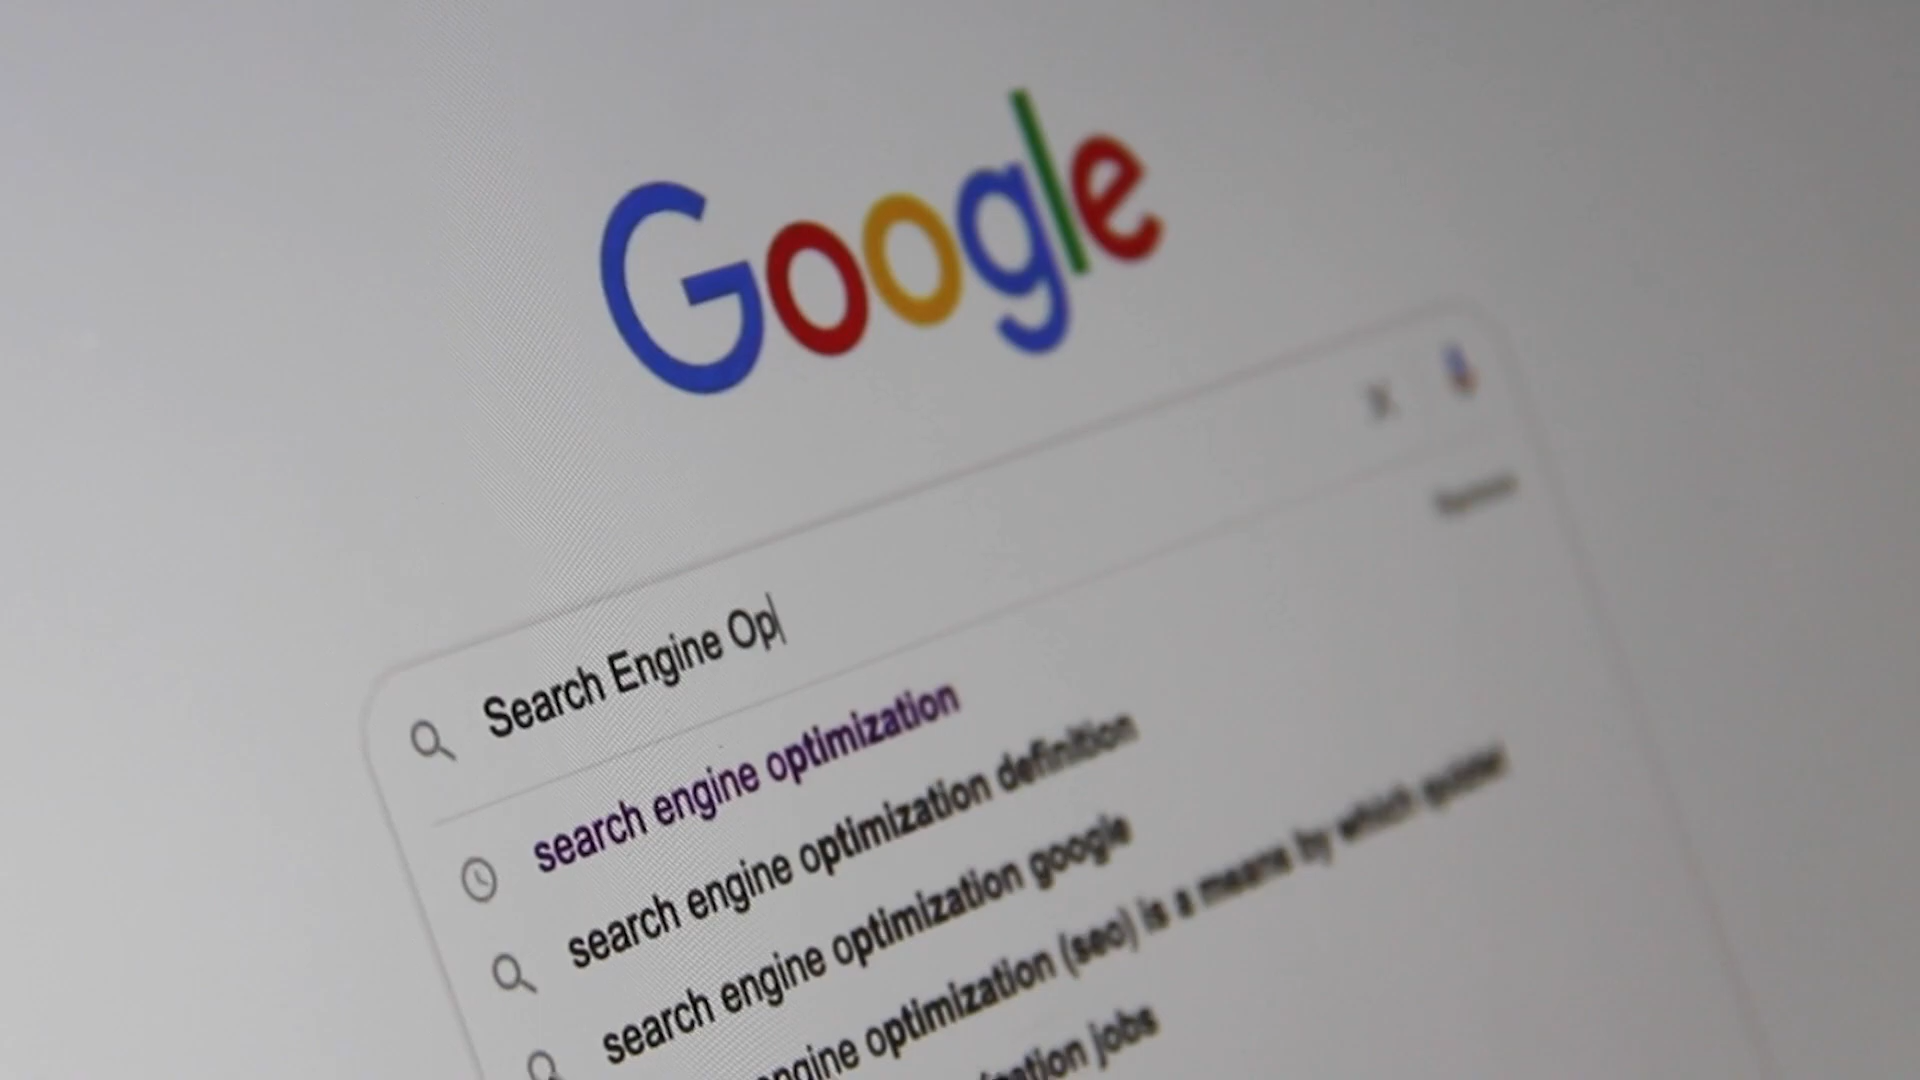 Google
Search Engine Op
search engine optimization
search engine optimization definition
search engine optimization google
engine optimization (seo) is a means by which
jobs